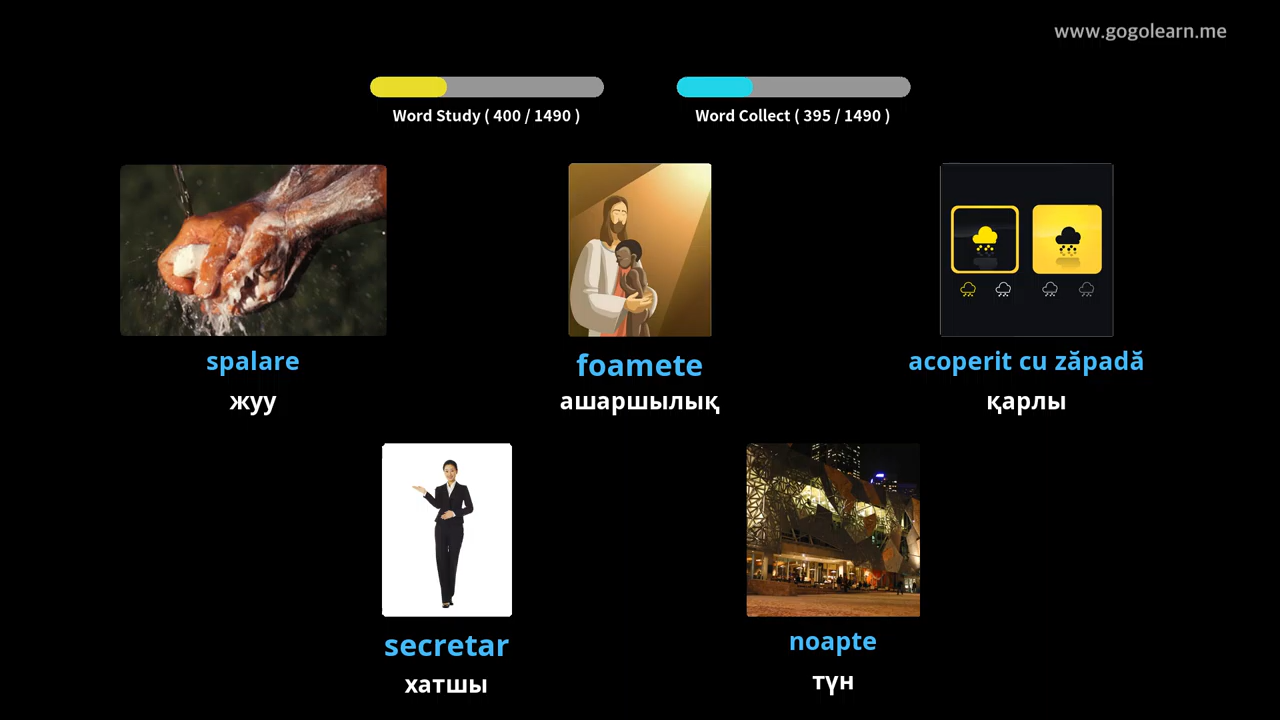 www.gogolearn.me
Word Study ( 400 / 1490 )
Word Collect ( 395 / 1490 )
spalare
жуу
foamete
ашаршылық
acoperit cu zăpadă
қарлы
secretar
хатшы
noapte
түн